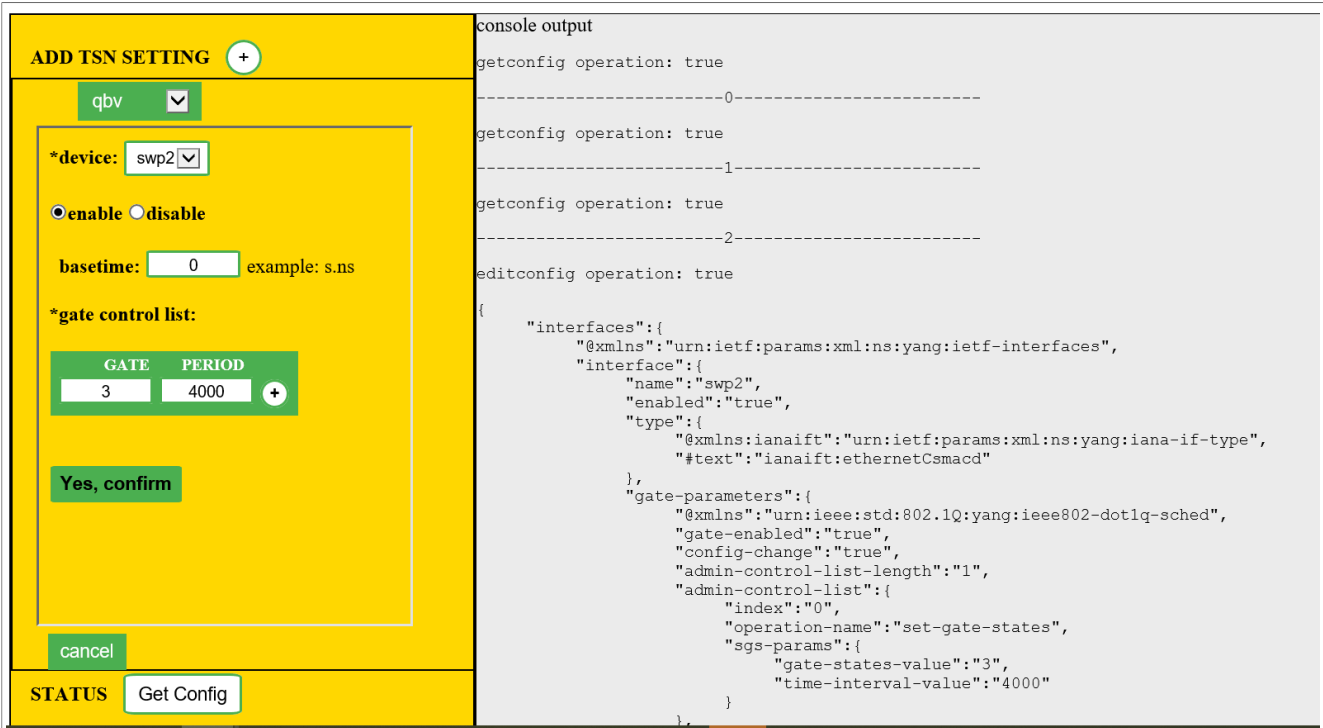 ADD TSN SETTING +
qbv
*device: swp2
enable disable
basetime: 0 example: s.ns
*gate control list:
GATE PERIOD
3 4000 +
Yes, confirm
cancel
STATUS Get Config
console output
getconfig operation: true
-------------------------0-------------------------
getconfig operation: true
-------------------------1-------------------------
getconfig operation: true
-------------------------2-------------------------
editconfig operation: true
{
"interfaces":{
"@xmlns":"urn:ietf:params:xml:ns:yang:ietf-interfaces",
"interface":{
"name":"swp2",
"enabled":"true",
"type":{
"@xmlns:ianaift":"urn:ietf:params:xml:ns:yang:iana-if-type",
"#text":"ianaift:ethernetCsmacd"
},
"gate-parameters":{
"@xmlns":"urn:ieee:std:802.1Q:yang:ieee802-dot1q-sched",
"gate-enabled":"true",
"config-change":"true",
"admin-control-list-length":"1",
"admin-control-list":{
"index":"0",
"operation-name":"set-gate-states",
"sgs-params":{
"gate-states-value":"3",
"time-interval-value":"4000"
}
},